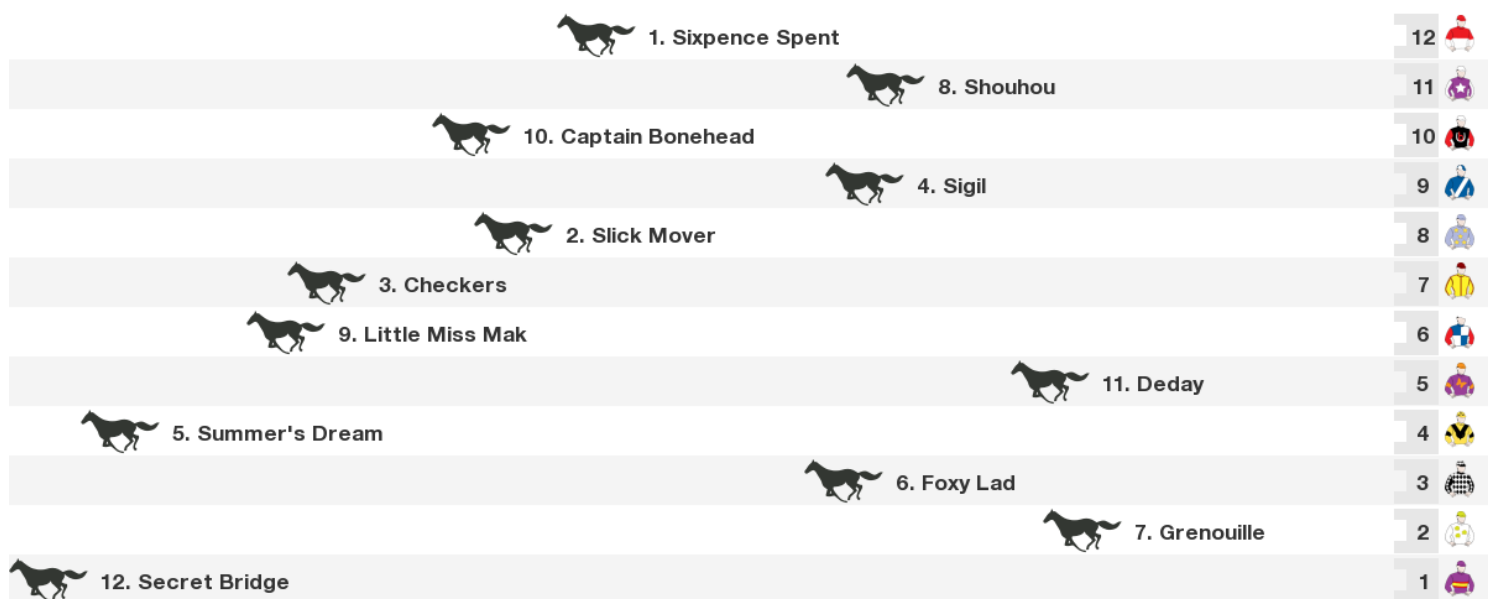 1. Sixpence Spent 12
8. Shouhou 11
10. Captain Bonehead 10
4. Sigil 9
2. Slick Mover 8
3. Checkers 7
9. Little Miss Mak 6
11. Deday 5
5. Summer's Dream 4
6. Foxy Lad 3
7. Grenouille 2
12. Secret Bridge 1